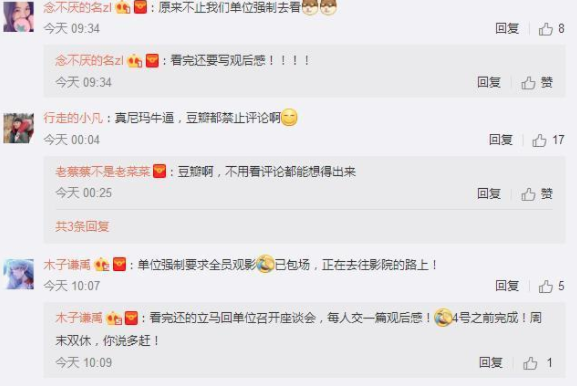 念不厌的名zl：原来不止我们单位强制去看
今天 09:34 回复 8
念不厌的名zl：看完还要写观后感！！！！
今天 09:34 回复 赞
行走的小凡：真尼玛牛逼，豆瓣都禁止评论啊
今天 00:04 回复 17
老蔡蔡不是老菜菜：豆瓣啊，不用看评论都能想得出来
今天 00:25 回复 赞
共3条回复
木子谦禹：单位强制要求全员观影已包场，正在去往影院的路上！
今天 10:07 回复 5
木子谦禹：看完还的立马回单位召开座谈会，每人交一篇观后感！4号之前完成！周
末双休，你说多赶！
今天 10:09 回复 1